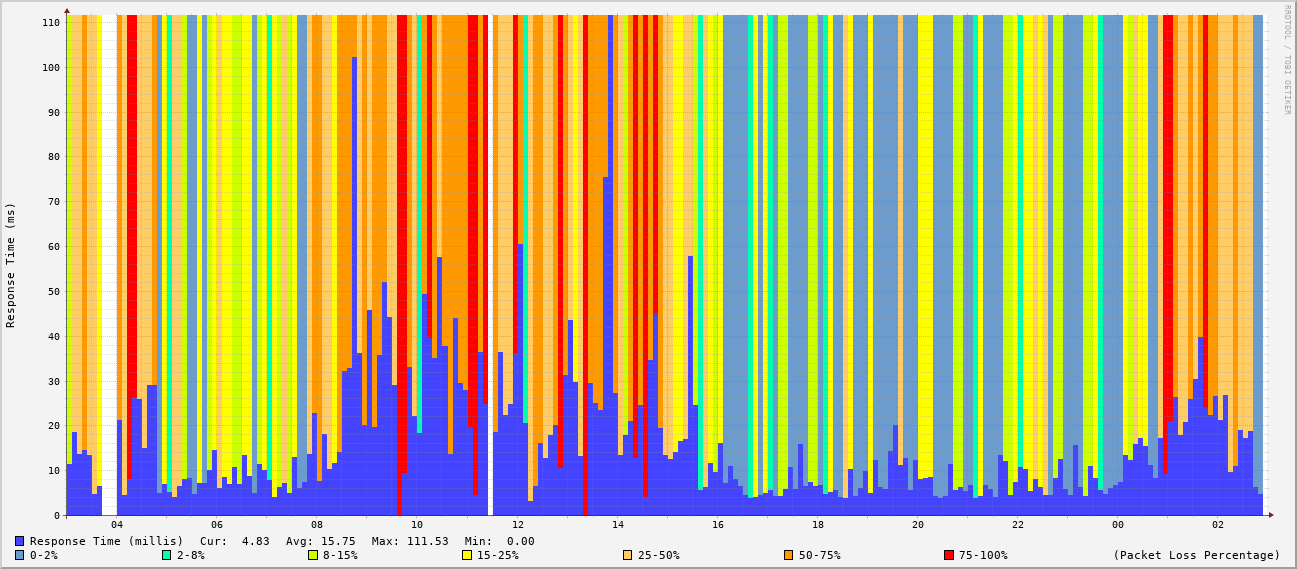 RRDTOOL / TOBI OETIKER
Response Time (ms)
110
100
90
80
70
60
50
40
30
20
10
0
04 06 08 10 12 14 16 18 20 22 00 02
Response Time (millis) Cur: 4.83 Avg: 15.75 Max: 111.53 Min: 0.00
0-2% 2-8% 8-15% 15-25% 25-50% 50-75% 75-100% (Packet Loss Percentage)